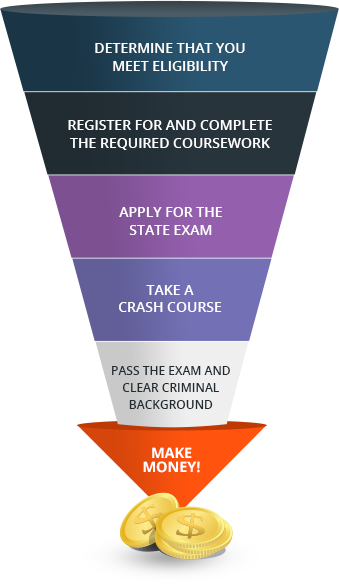 DETERMINE THAT YOU
MEET ELIGIBILITY
REGISTER FOR AND COMPLETE
THE REQUIRED COURSEWORK
APPLY FOR THE
STATE EXAM
TAKE A
CRASH COURSE
PASS THE EXAM AND
CLEAR CRIMINAL
BACKGROUND
MAKE
MONEY!
$
$